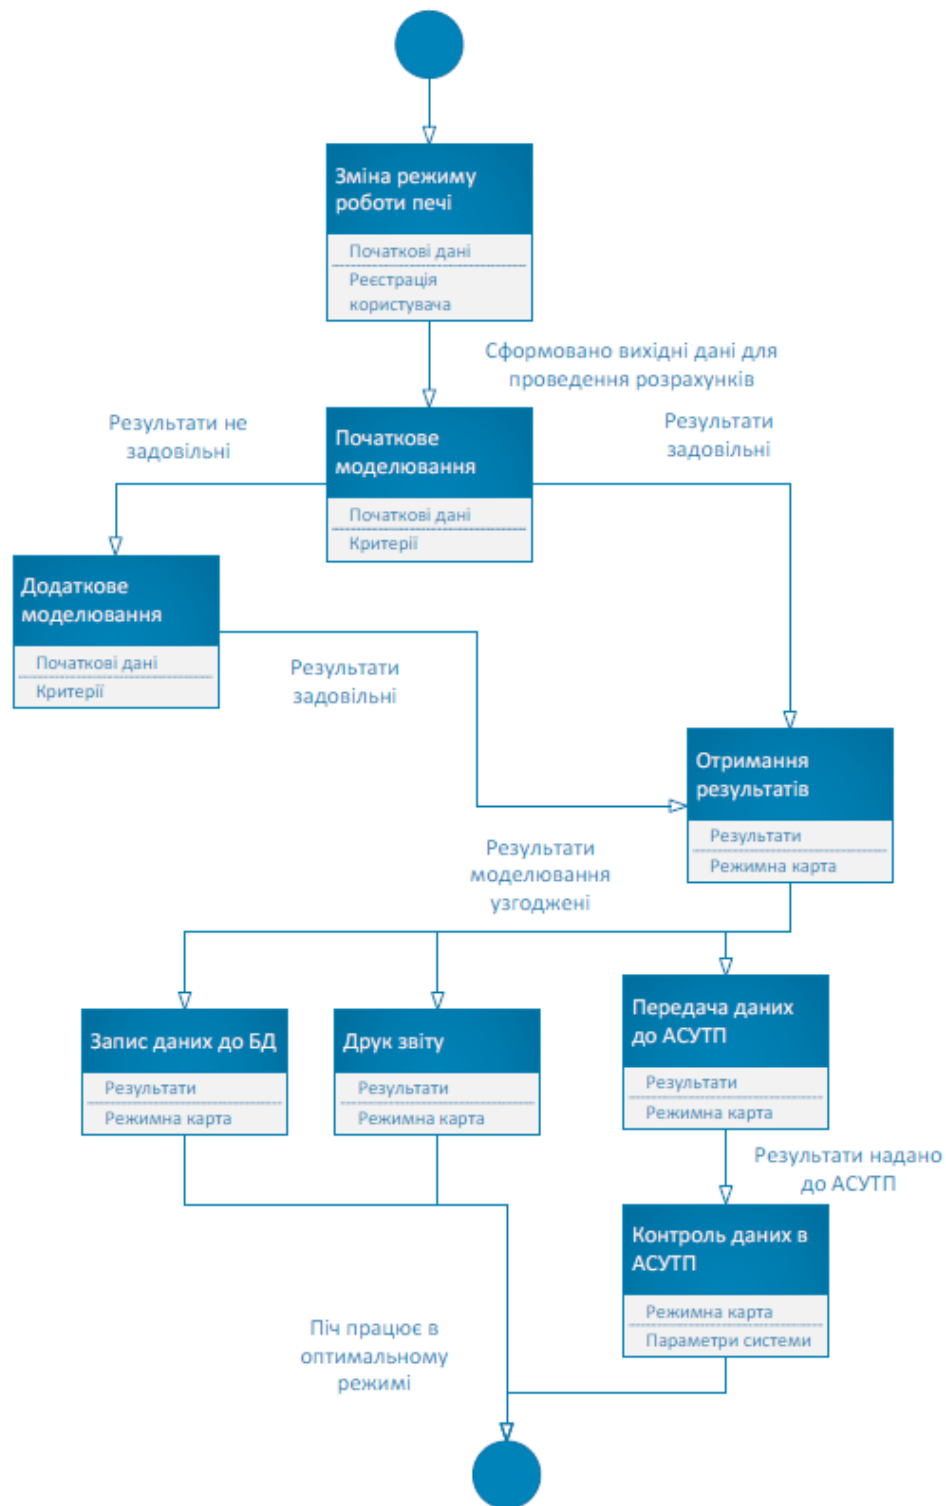 Зміна режиму
роботи печі
Початкові дані
Реєстрація
користувача
Сформовано вихідні дані для
проведення розрахунків
Результати не
задовільні
Початкове
моделювання
Початкові дані
Критерії
Результати
задовільні
Додаткове
моделювання
Початкові дані
Критерії
Результати
задовільні
Отримання
результатів
Результати
Режимна карта
Результати
моделювання
узгоджені
Запис даних до БД
Результати
Режимна карта
Друк звіту
Результати
Режимна карта
Передача даних
до АСУТП
Результати
Режимна карта
Результати надано
до АСУТП
Контроль даних в
АСУТП
Режимна карта
Параметри системи
Піч працює в
оптимальному
режимі